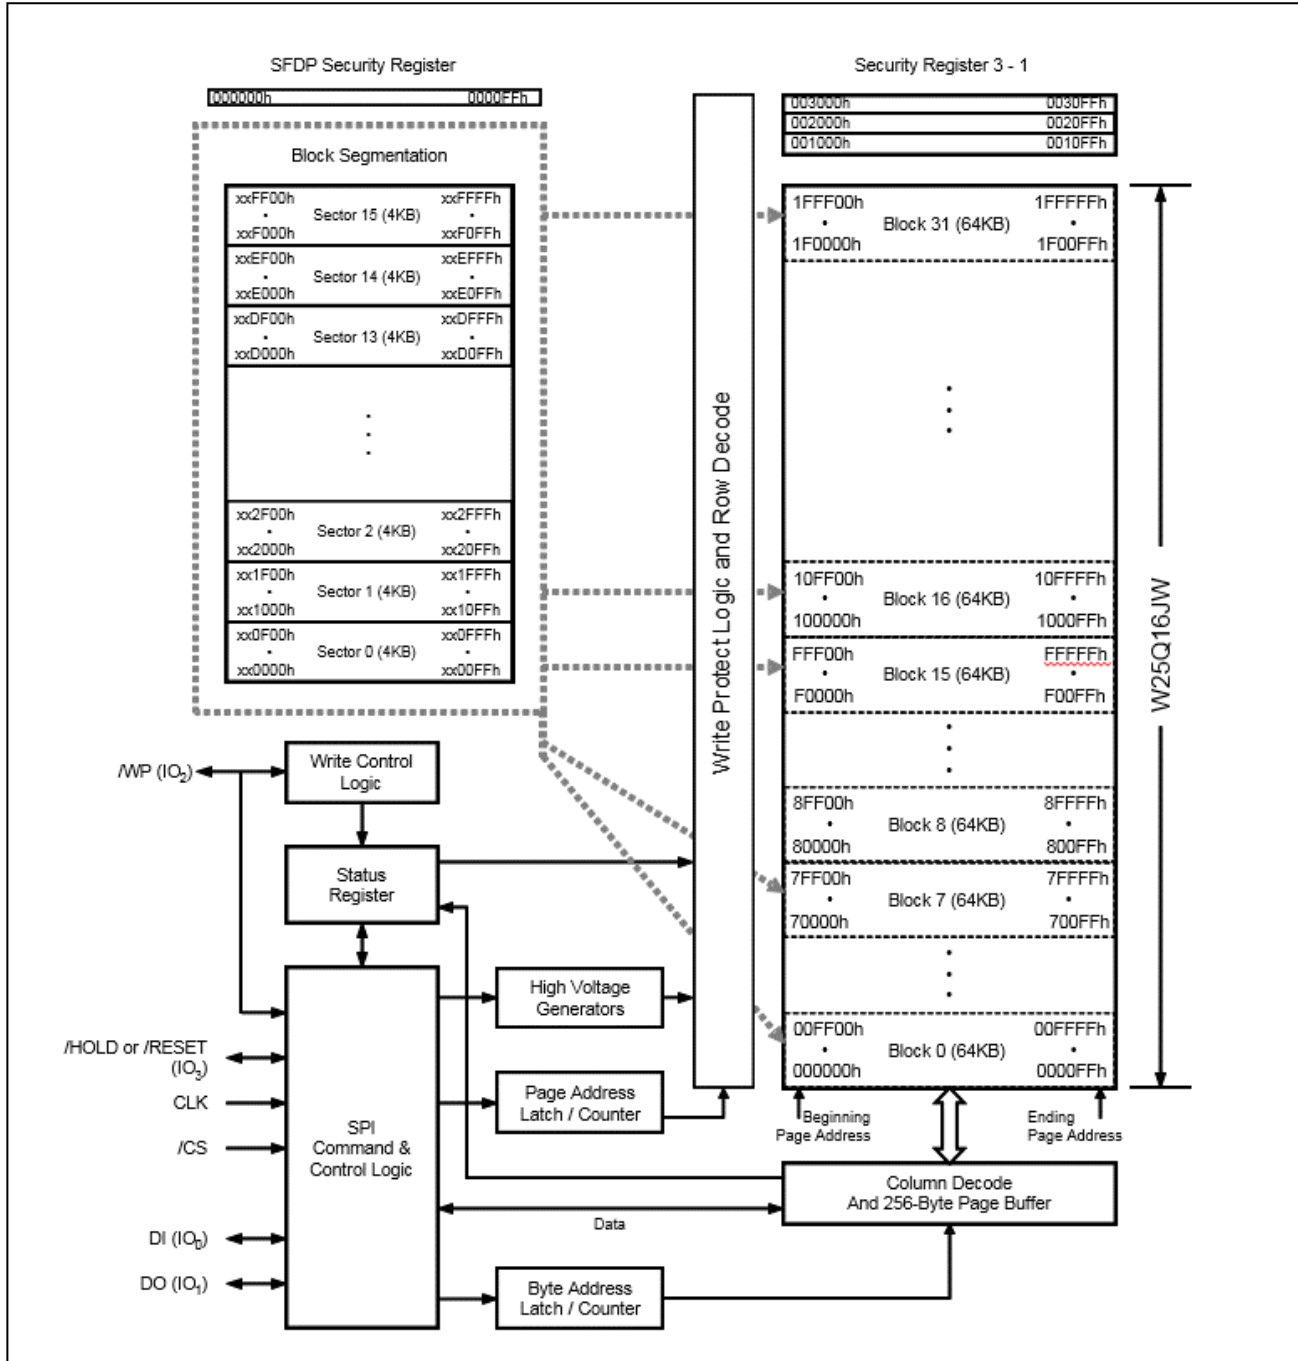 SFDP Security Register
000000h 0000FFh
Security Register 3 - 1
003000h 0030FFh
002000h 0020FFh
001000h 0010FFh
Block Segmentation
xxFF00h xxFFFFh
Sector 15 (4KB)
xxF000h xxF0FFh
xxEF00h xxEFFFh
Sector 14 (4KB)
xxE000h xxE0FFh
xxDF00h xxDFFFh
Sector 13 (4KB)
xxD000h xxD0FFh
xx2F00h xx2FFFh
Sector 2 (4KB)
xx2000h xx20FFh
xx1F00h xx1FFFh
Sector 1 (4KB)
xx1000h xx10FFh
xx0F00h xx0FFFh
Sector 0 (4KB)
xx0000h xx00FFh
Write Protect Logic and Row Decode
1FFF00h 1FFFFFh
Block 31 (64KB)
1F0000h 1F00FFh
10FF00h 10FFFFh
Block 16 (64KB)
100000h 1000FFh
FFF00h FFFFFh
Block 15 (64KB)
F0000h F00FFh
8FF00h 8FFFFh
Block 8 (64KB)
80000h 800FFh
7FF00h 7FFFFh
Block 7 (64KB)
70000h 700FFh
00FF00h 00FFFFh
Block 0 (64KB)
000000h 0000FFh
W25Q16JW
Beginning
Page Address
Ending
Page Address
/WP (IO2)
Write Control
Logic
Status
Register
High Voltage
Generators
/HOLD or /RESET
(IO3)
CLK
/CS
DI (IO0)
DO (IO1)
SPI
Command &
Control Logic
Page Address
Latch / Counter
Column Decode
And 256-Byte Page Buffer
Data
Byte Address
Latch / Counter